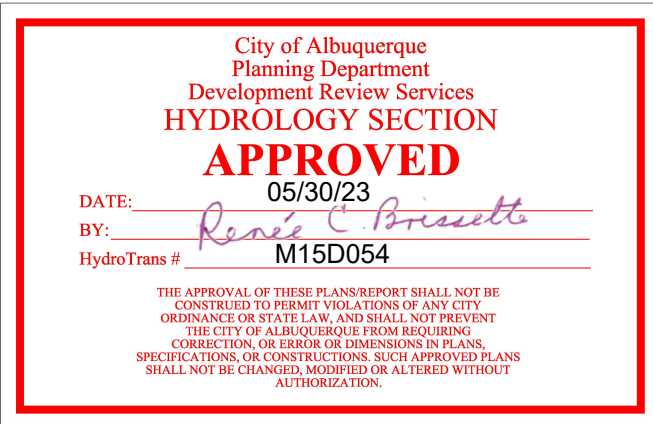 City of Albuquerque
Planning Department
Development Review Services
HYDROLOGY SECTION
APPROVED
DATE: 05/30/23
BY: Renée C. Brissette
HydroTrans # M15D054
THE APPROVAL OF THESE PLANS/REPORT SHALL NOT BE
CONSTRUED TO PERMIT VIOLATIONS OF ANY CITY
ORDINANCE OR STATE LAW, AND SHALL NOT PREVENT
THE CITY OF ALBUQUERQUE FROM REQUIRING
CORRECTION, OR ERROR OR DIMENSIONS IN PLANS,
SPECIFICATIONS, OR CONSTRUCTIONS. SUCH APPROVED PLANS
SHALL NOT BE CHANGED, MODIFIED OR ALTERED WITHOUT
AUTHORIZATION.